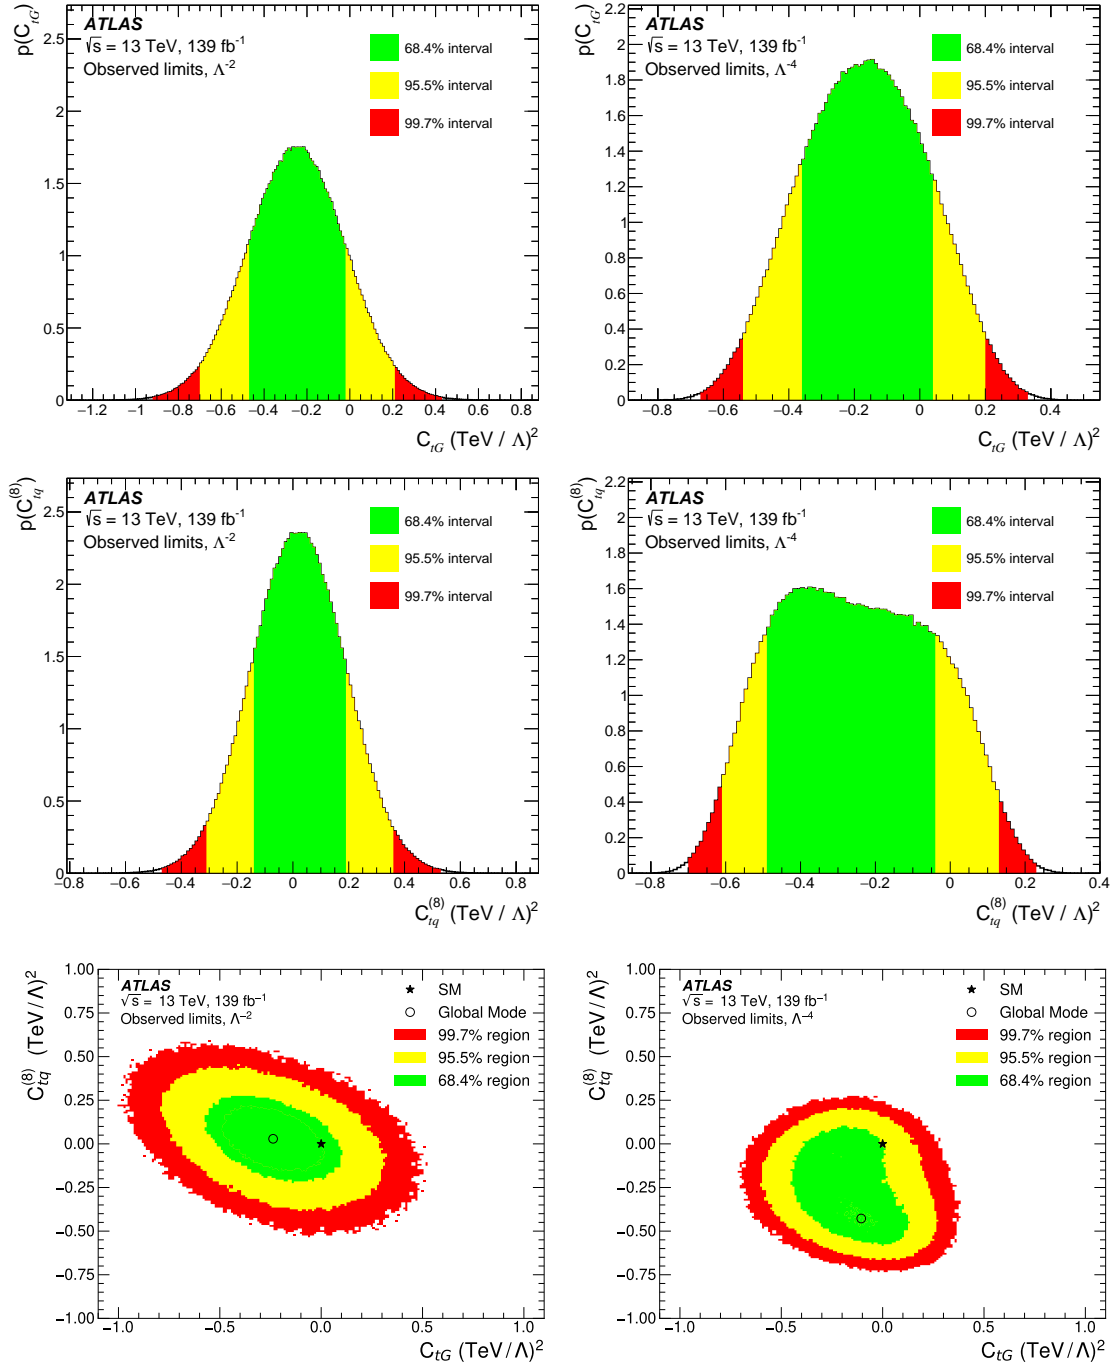 ATLAS
√s = 13 TeV, 139 fb⁻¹
Observed limits, Λ⁻²
68.4% interval
95.5% interval
99.7% interval
p(C_tG)
2.5
2
1.5
1
0.5
0
−1.2 −1 −0.8 −0.6 −0.4 −0.2 0 0.2 0.4 0.6 0.8
C_tG (TeV / Λ)²
ATLAS
√s = 13 TeV, 139 fb⁻¹
Observed limits, Λ⁻⁴
68.4% interval
95.5% interval
99.7% interval
p(C_tG)
2.2
2
1.8
1.6
1.4
1.2
1
0.8
0.6
0.4
0.2
0
−0.8 −0.6 −0.4 −0.2 0 0.2 0.4
C_tG (TeV / Λ)²
ATLAS
√s = 13 TeV, 139 fb⁻¹
Observed limits, Λ⁻²
68.4% interval
95.5% interval
99.7% interval
p(C_tq^(8))
2.5
2
1.5
1
0.5
0
−0.8 −0.6 −0.4 −0.2 0 0.2 0.4 0.6 0.8
C_tq^(8) (TeV / Λ)²
ATLAS
√s = 13 TeV, 139 fb⁻¹
Observed limits, Λ⁻⁴
68.4% interval
95.5% interval
99.7% interval
p(C_tq^(8))
2.2
2
1.8
1.6
1.4
1.2
1
0.8
0.6
0.4
0.2
0
−0.8 −0.6 −0.4 −0.2 0 0.2 0.4
C_tq^(8) (TeV / Λ)²
ATLAS
√s = 13 TeV, 139 fb⁻¹
Observed limits, Λ⁻²
SM
Global Mode
99.7% region
95.5% region
68.4% region
C_tq^(8) (TeV/Λ)²
1.00
0.75
0.50
0.25
0.00
−0.25
−0.50
−0.75
−1.00
−1.0 −0.5 0.0 0.5 1.0
C_tG (TeV/Λ)²
ATLAS
√s = 13 TeV, 139 fb⁻¹
Observed limits, Λ⁻⁴
SM
Global Mode
99.7% region
95.5% region
68.4% region
C_tq^(8) (TeV/Λ)²
1.00
0.75
0.50
0.25
0.00
−0.25
−0.50
−0.75
−1.00
−1.0 −0.5 0.0 0.5 1.0
C_tG (TeV/Λ)²